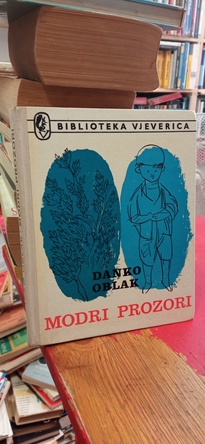 BIBLIOTEKA VJEVERICA
DANKO
OBLAK
MODRI PROZORI